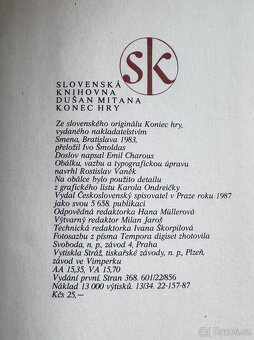 sk
SLOVENSKÁ
KNIHOVNA
DUŠAN MITANA
KONEC HRY
Ze slovenského originálu Koniec hry,
vydaného nakladatelstvím
Smena, Bratislava 1983,
přeložil Ivo Šmoldas
Doslov napsal Emil Charous
Obálku, vazbu a typografickou úpravu
navrhl Rostislav Vaněk
Na obálce bylo použito detailu
z grafického listu Karola Ondreičky
Vydal Československý spisovatel v Praze roku 1987
jako svou 5 658. publikaci
Odpovědná redaktorka Hana Müllerová
Výtvarný redaktor Milan Jaroš
Technická redaktorka Ivana Škorpilová
Fotosazbu z písma Tempora digiset zhotovila
Svoboda, n. p., závod 4, Praha
Vytiskla Stráž, tiskařské závody, n. p., Plzeň,
závod ve Vimperku
AA 15,35, VA 15,70
Vydání první. Stran 368. 601/22/856
Náklad 13 000 výtisků. 13/34. 22-157-87
Kčs 25,—